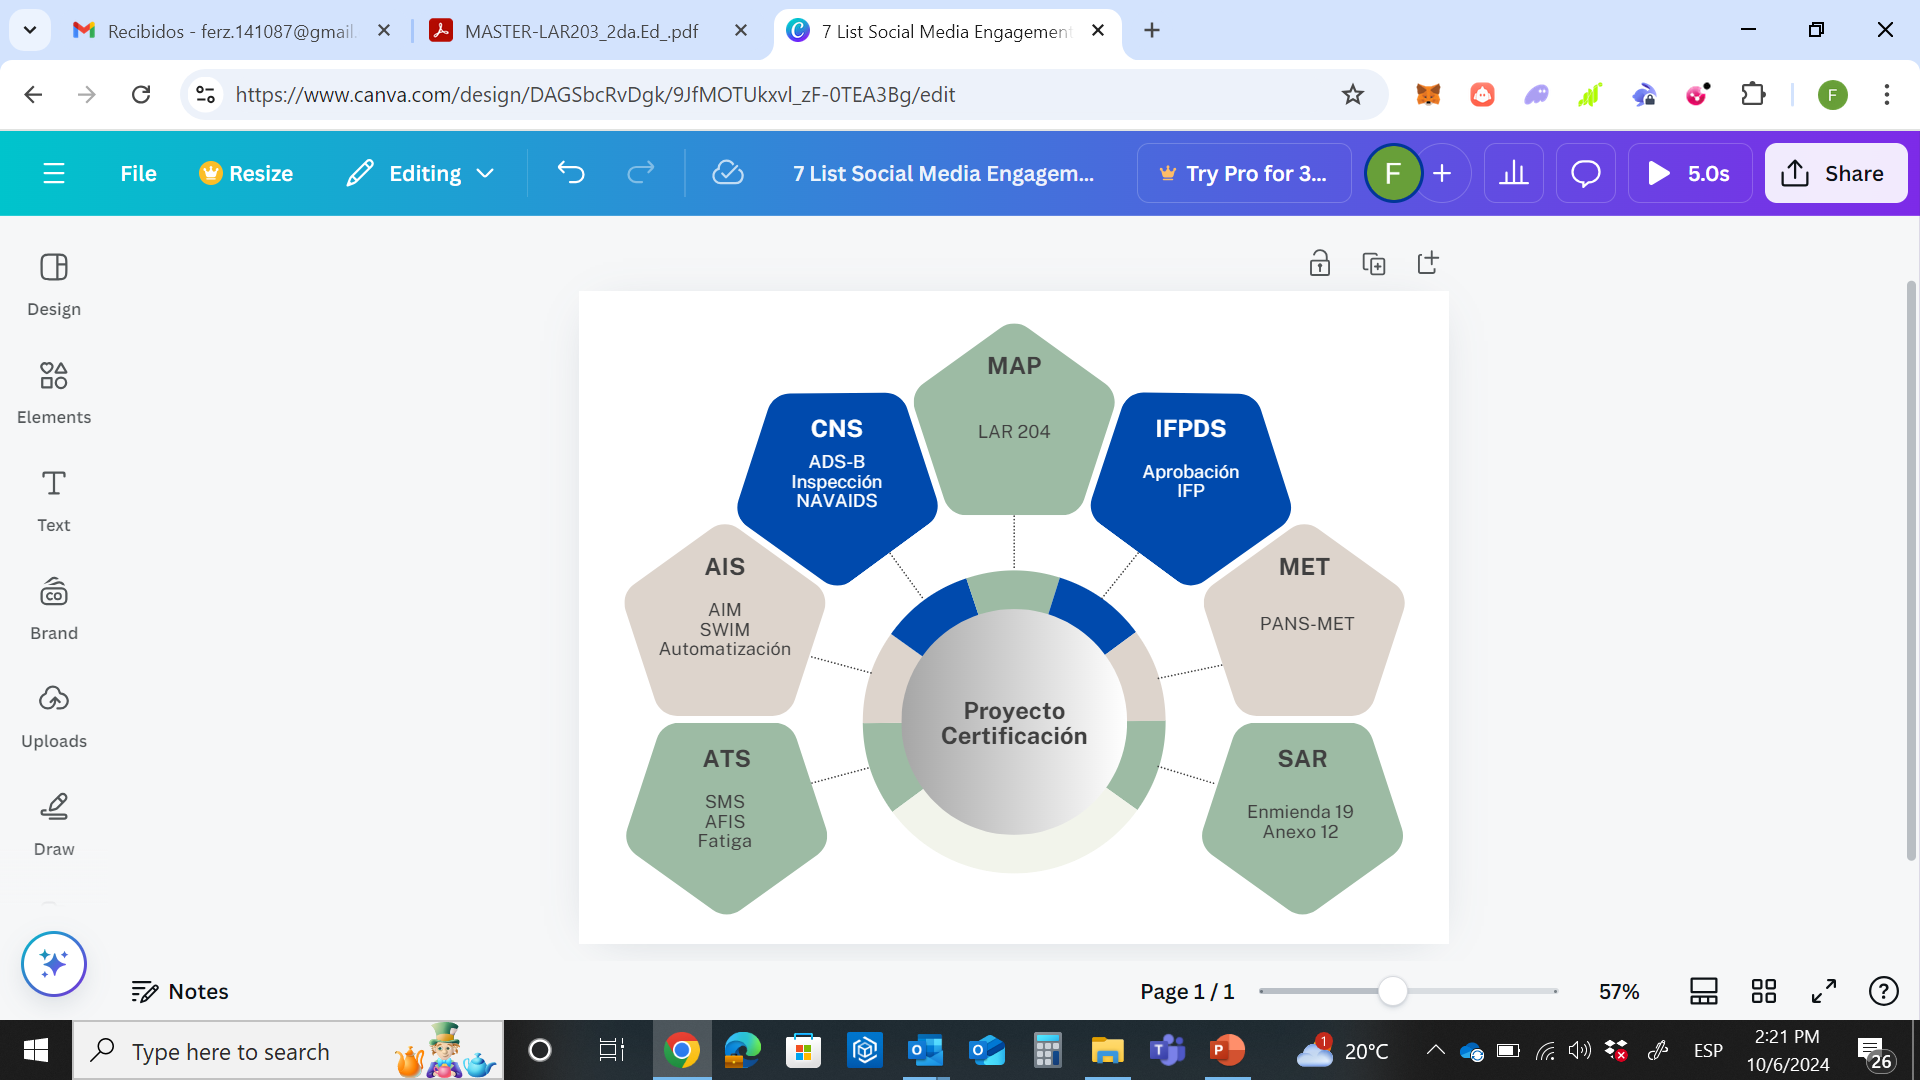 Recibidos - ferz.141087@gmail.
MASTER-LAR203_2da.Ed_.pdf
7 List Social Media Engagement
https://www.canva.com/design/DAGSbcRvDgk/9JfMOTUkxvl_zF-0TEA3Bg/edit
F
File
Resize
Editing
7 List Social Media Engagem...
Try Pro for 3...
F
5.0s
Share
Design
Elements
Text
Brand
Uploads
Draw
MAP
LAR 204
CNS
ADS-B
Inspección
NAVAIDS
IFPDS
Aprobación
IFP
AIS
AIM
SWIM
Automatización
MET
PANS-MET
Proyecto
Certificación
ATS
SMS
AFIS
Fatiga
SAR
Enmienda 19
Anexo 12
Notes
Page 1 / 1
57%
Type here to search
1
20°C
ESP
2:21 PM
10/6/2024
26